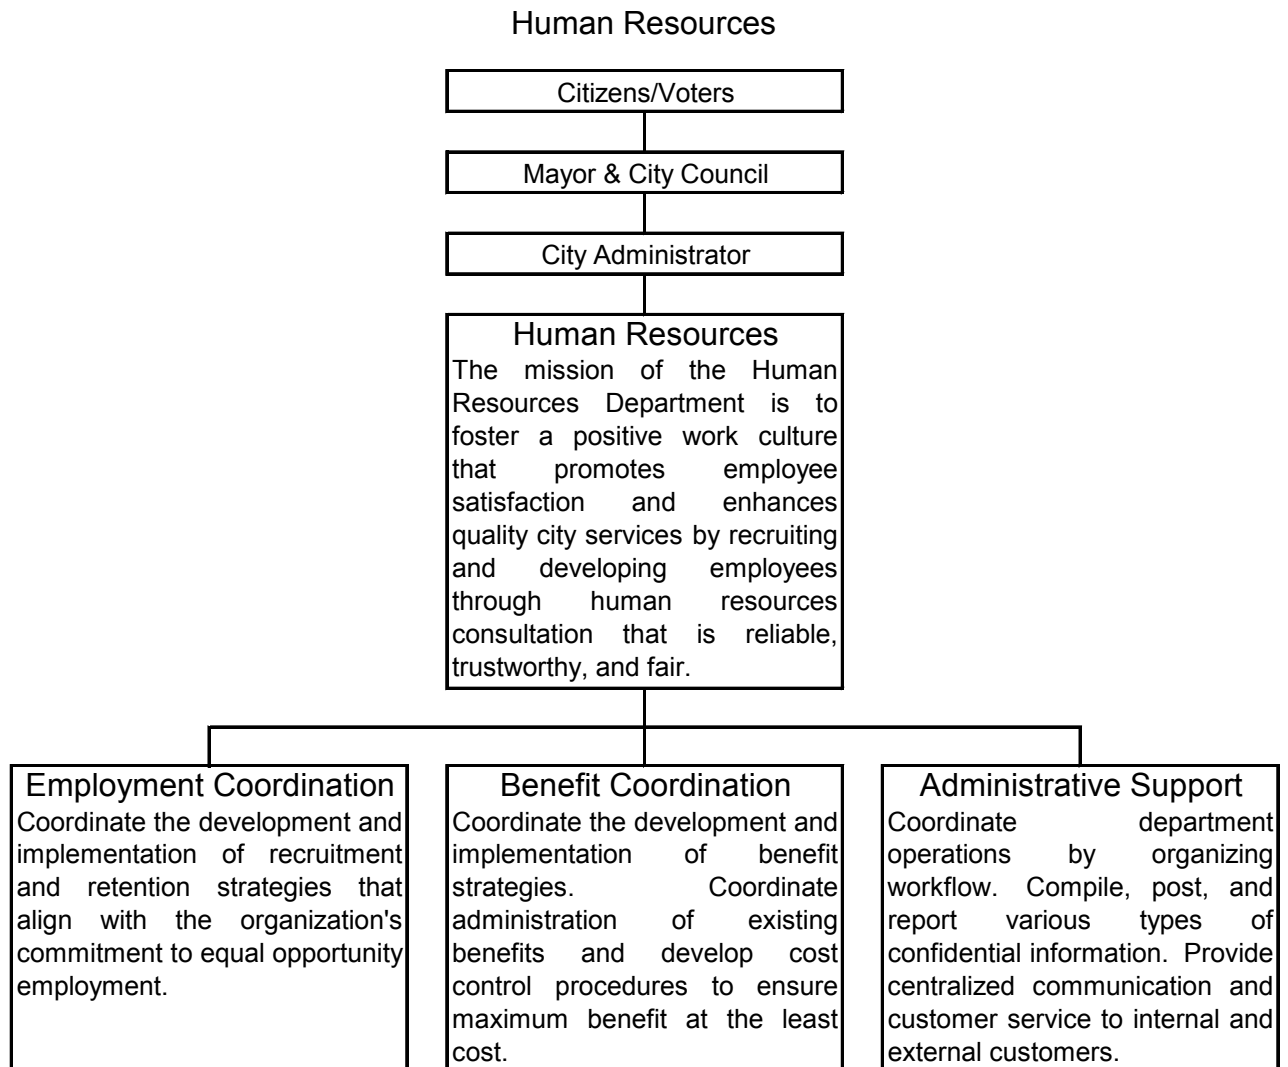 Human Resources
Citizens/Voters
Mayor & City Council
City Administrator
Human Resources
The mission of the Human
Resources Department is to
foster a positive work culture
that promotes employee
satisfaction and enhances
quality city services by recruiting
and developing employees
through human resources
consultation that is reliable,
trustworthy, and fair.
Employment Coordination
Coordinate the development and
implementation of recruitment
and retention strategies that
align with the organization's
commitment to equal opportunity
employment.
Benefit Coordination
Coordinate the development and
implementation of benefit
strategies. Coordinate
administration of existing
benefits and develop cost
control procedures to ensure
maximum benefit at the least
cost.
Administrative Support
Coordinate department
operations by organizing
workflow. Compile, post, and
report various types of
confidential information. Provide
centralized communication and
customer service to internal and
external customers.